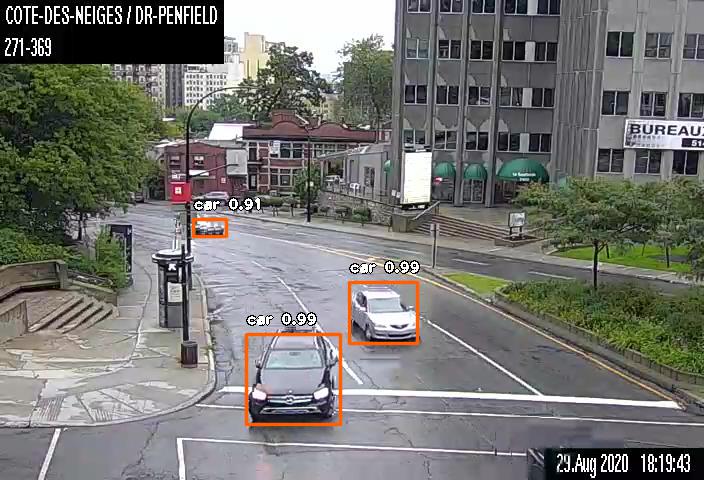 COTE-DES-NEIGES / DR-PENFIELD
271-369
car 0.91
car 0.99
car 0.99
BUREAUX
514
29.Aug 2020 18:19:43